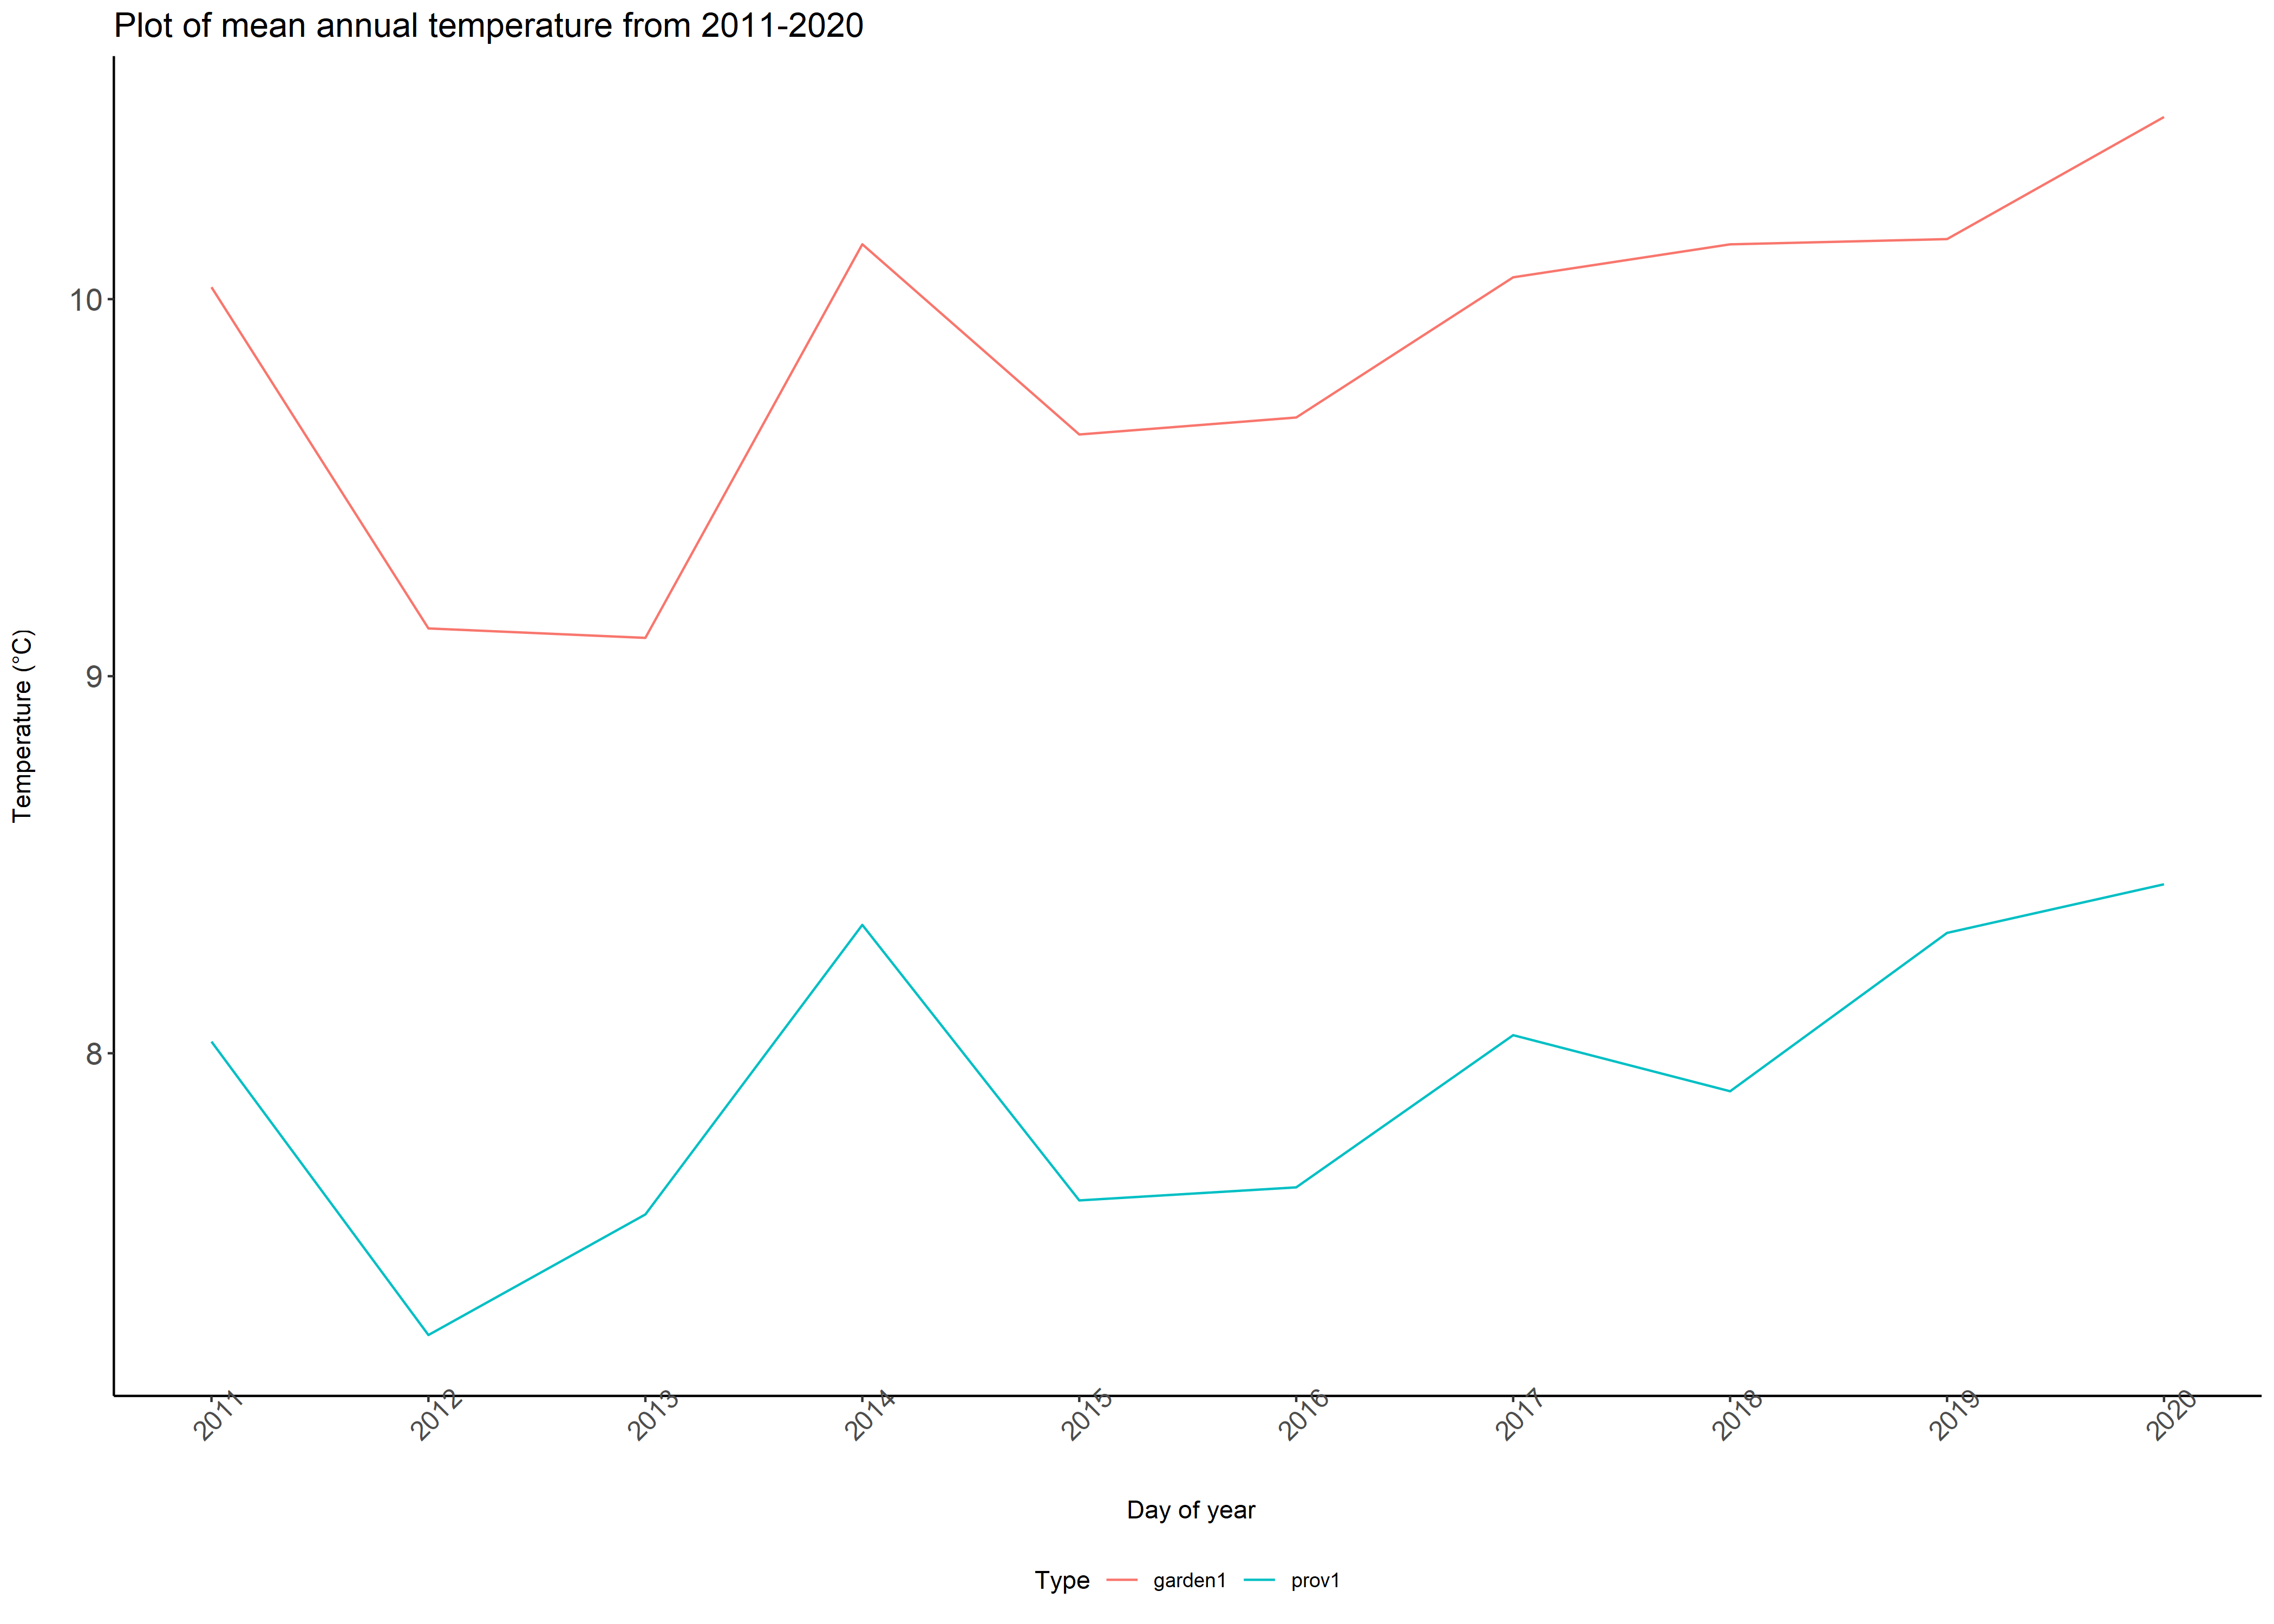 Plot of mean annual temperature from 2011-2020
Temperature (°C)
10
9
8
2011 2012 2013 2014 2015 2016 2017 2018 2019 2020
Day of year
Type garden1 prov1